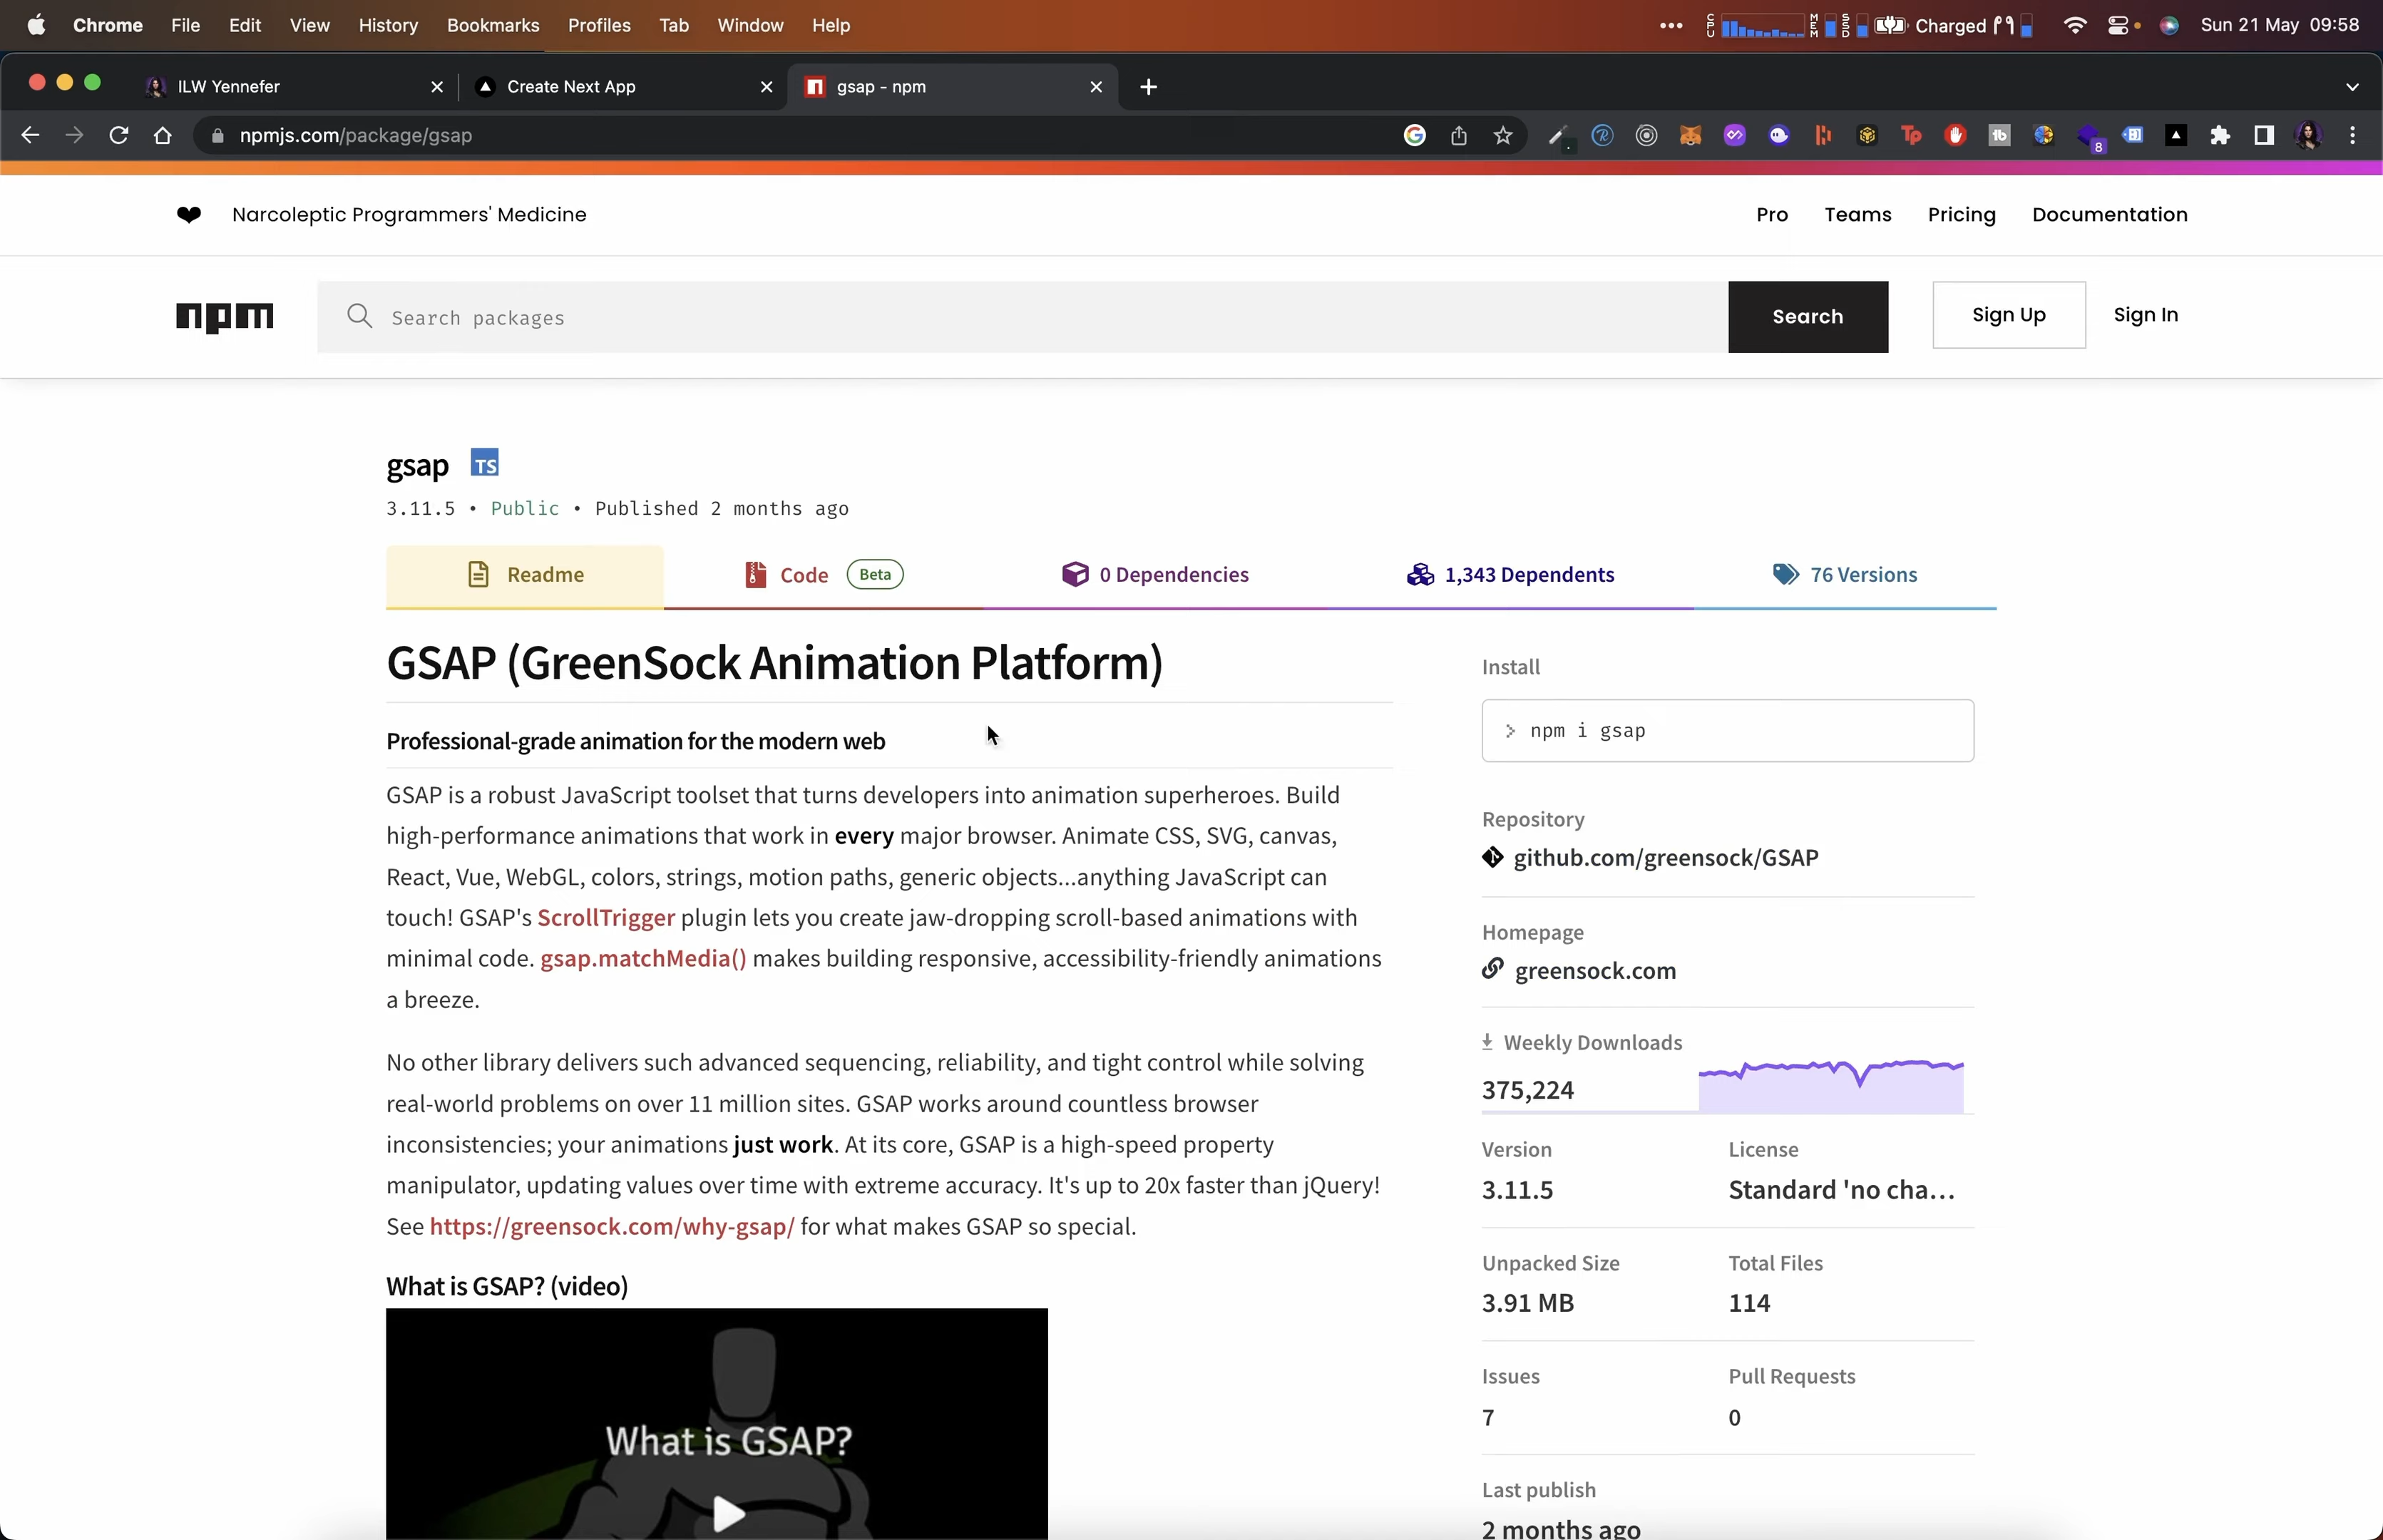 Chrome File Edit View History Bookmarks Profiles Tab Window Help
CPU MEM SSD Charged Sun 21 May 09:58
ILW Yennefer
Create Next App
gsap - npm
npmjs.com/package/gsap
8
Narcoleptic Programmers' Medicine
Pro Teams Pricing Documentation
npm
Search packages
Search
Sign Up
Sign In
gsap TS
3.11.5 • Public • Published 2 months ago
Readme
Code Beta
0 Dependencies
1,343 Dependents
76 Versions
GSAP (GreenSock Animation Platform)
Professional-grade animation for the modern web
GSAP is a robust JavaScript toolset that turns developers into animation superheroes. Build
high-performance animations that work in every major browser. Animate CSS, SVG, canvas,
React, Vue, WebGL, colors, strings, motion paths, generic objects...anything JavaScript can
touch! GSAP's ScrollTrigger plugin lets you create jaw-dropping scroll-based animations with
minimal code. gsap.matchMedia() makes building responsive, accessibility-friendly animations
a breeze.
No other library delivers such advanced sequencing, reliability, and tight control while solving
real-world problems on over 11 million sites. GSAP works around countless browser
inconsistencies; your animations just work. At its core, GSAP is a high-speed property
manipulator, updating values over time with extreme accuracy. It's up to 20x faster than jQuery!
See https://greensock.com/why-gsap/ for what makes GSAP so special.
What is GSAP? (video)
What is GSAP?
Install
> npm i gsap
Repository
github.com/greensock/GSAP
Homepage
greensock.com
Weekly Downloads
375,224
Version License
3.11.5 Standard 'no cha...
Unpacked Size Total Files
3.91 MB 114
Issues Pull Requests
7 0
Last publish
2 months ago